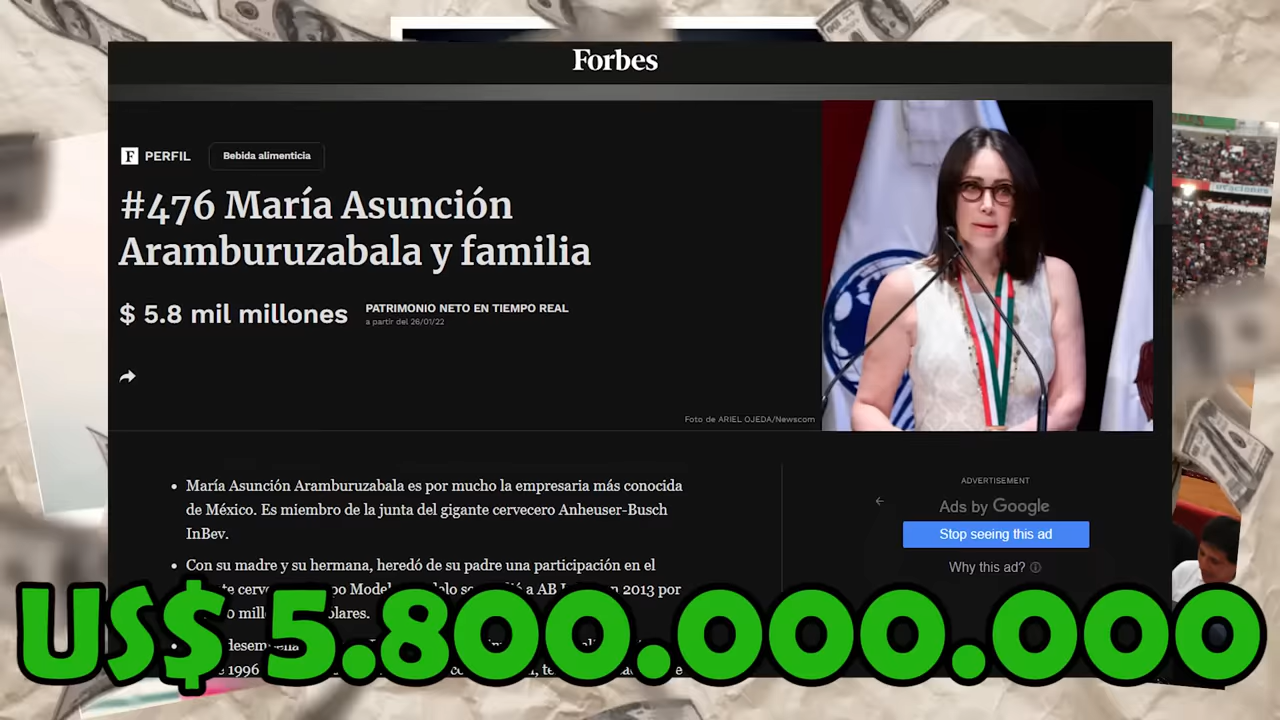 Forbes
PERFIL
Bebida alimenticia
#476 María Asunción
Aramburuzabala y familia
$ 5.8 mil millones
PATRIMONIO NETO EN TIEMPO REAL
a partir del 26/01/22
Foto de ARIEL OJEDA/Newscom
María Asunción Aramburuzabala es por mucho la empresaria más conocida
de México. Es miembro de la junta del gigante cervecero Anheuser-Busch
InBev.
Con su madre y su hermana, heredó de su padre una participación en el
2013 por
1996
ADVERTISEMENT
Ads by Google
Stop seeing this ad
Why this ad?
US$ 5.800.000.000